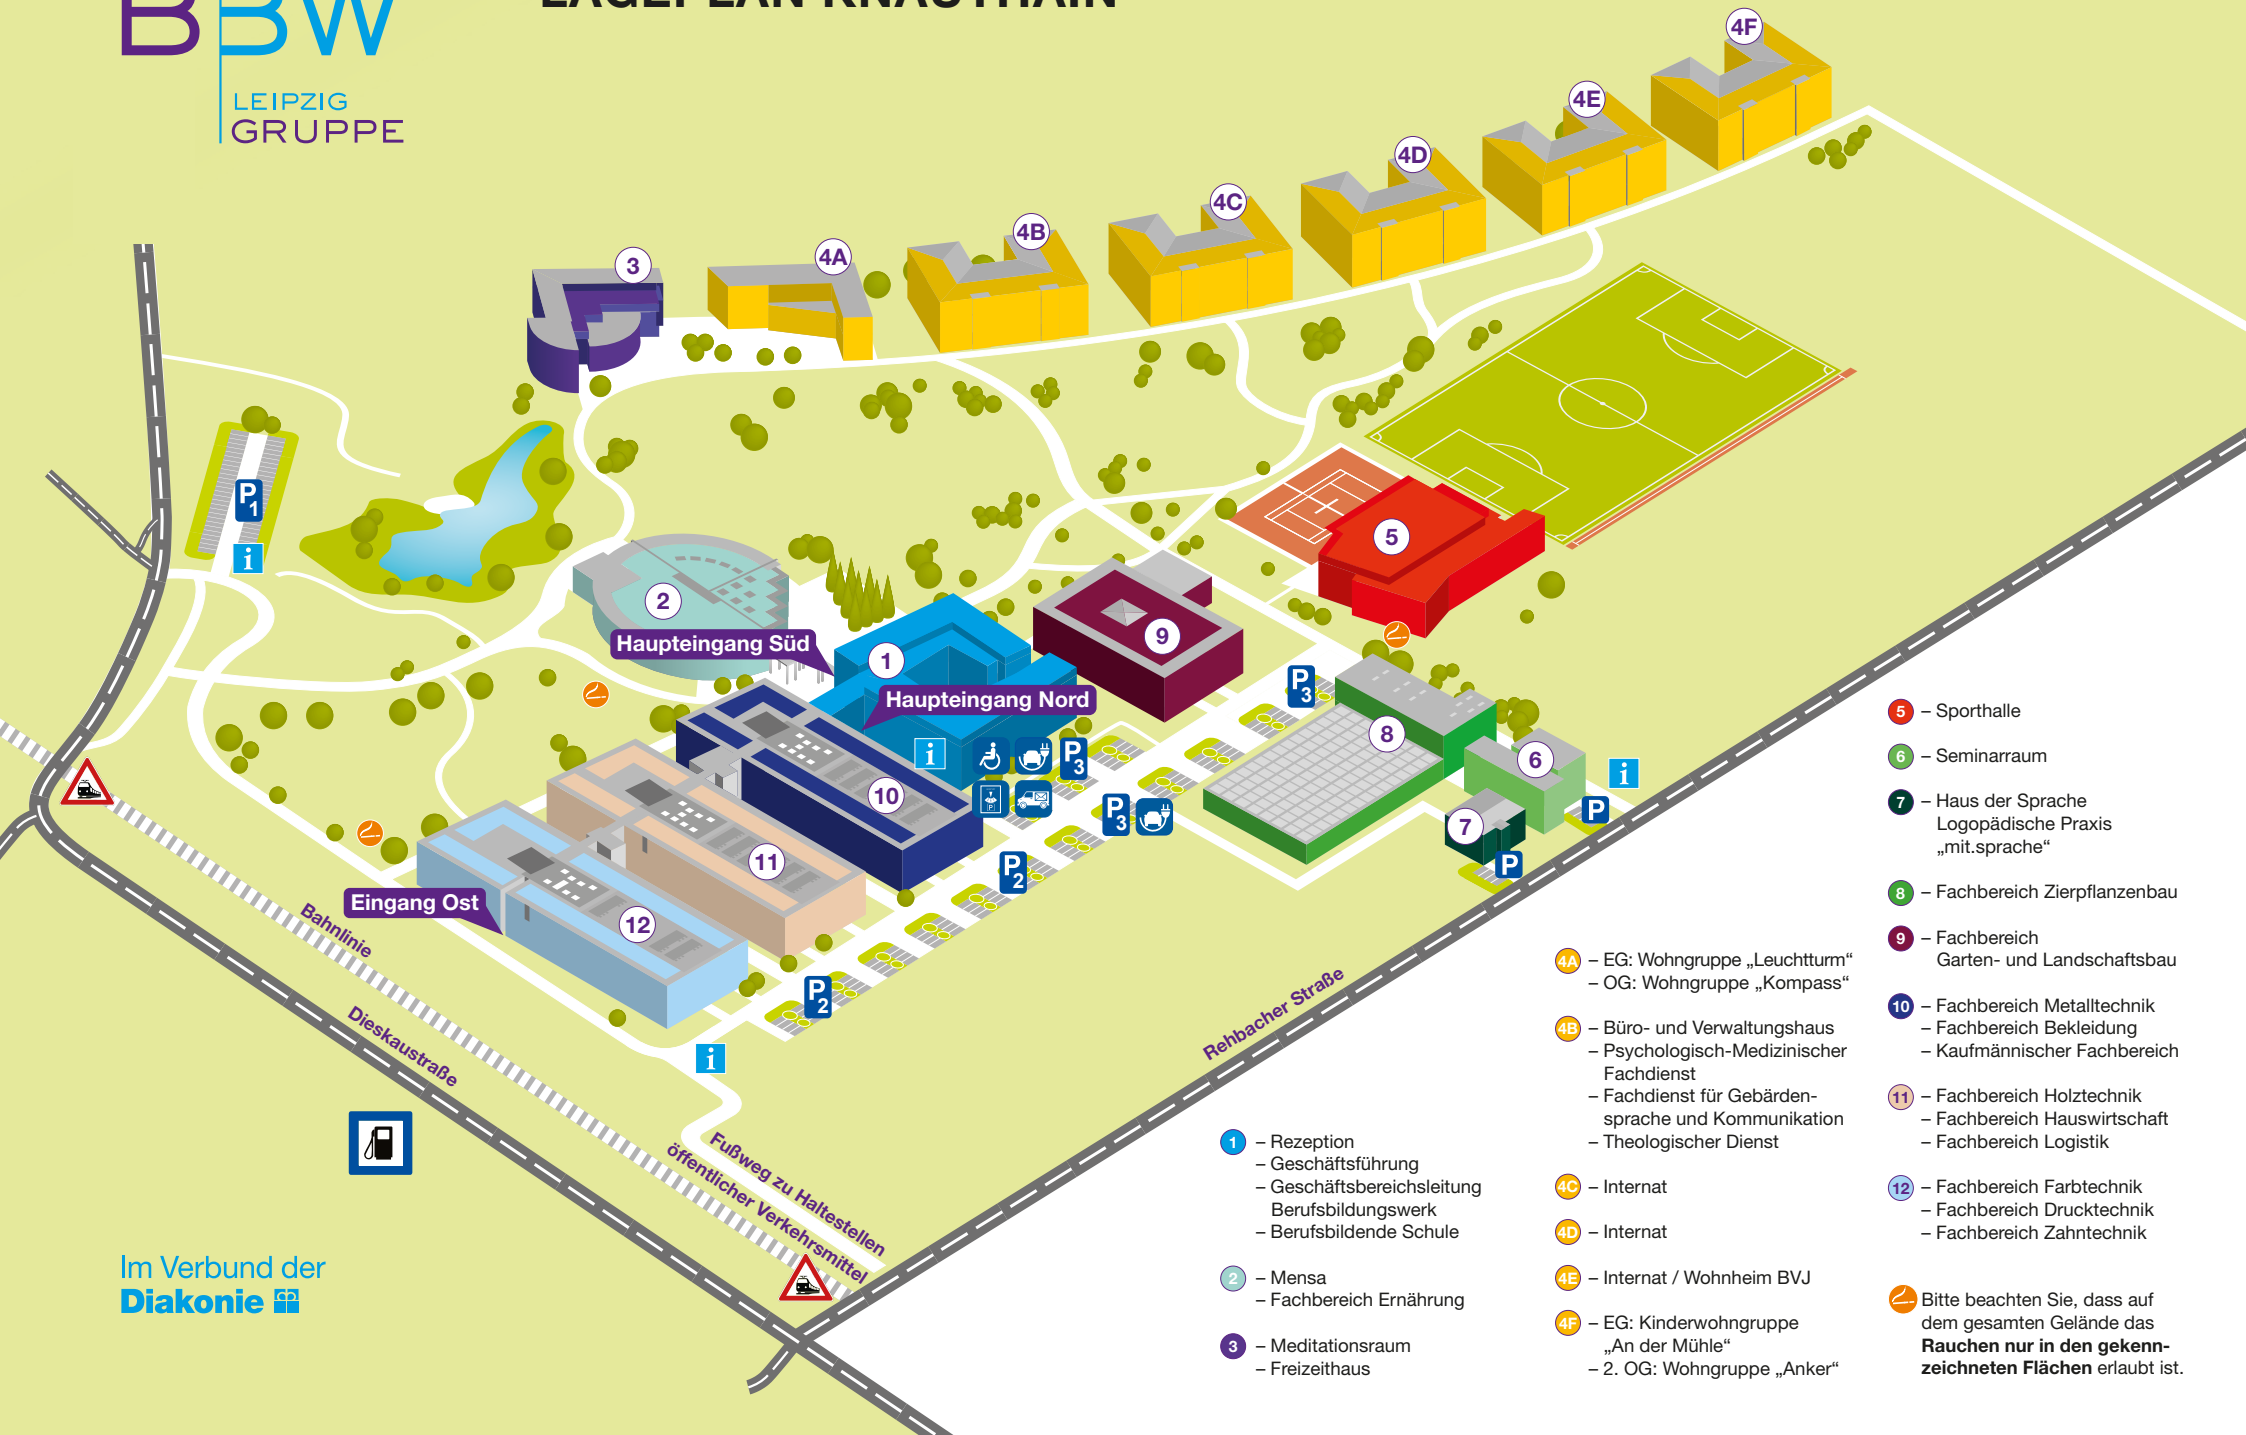 LAGEPLAN KNAUTHAIN
BBW
LEIPZIG
GRUPPE
4F
4E
4D
4C
4B
4A
3
P
1
i
5
2
Haupteingang Süd
1
9
Haupteingang Nord
P
3
8
6
i
i
P
3
P
10
P
3
7
P
11
P
2
Eingang Ost
12
P
2
i
Bahnlinie
Dieskaustraße
Rehbacher Straße
Fußweg zu Haltestellen
öffentlicher Verkehrsmittel
Im Verbund der
Diakonie
1 – Rezeption
– Geschäftsführung
– Geschäftsbereichsleitung
Berufsbildungswerk
– Berufsbildende Schule
2 – Mensa
– Fachbereich Ernährung
3 – Meditationsraum
– Freizeithaus
4A – EG: Wohngruppe „Leuchtturm“
– OG: Wohngruppe „Kompass“
4B – Büro- und Verwaltungshaus
– Psychologisch-Medizinischer
Fachdienst
– Fachdienst für Gebärden-
sprache und Kommunikation
– Theologischer Dienst
4C – Internat
4D – Internat
4E – Internat / Wohnheim BVJ
4F – EG: Kinderwohngruppe
„An der Mühle“
– 2. OG: Wohngruppe „Anker“
5 – Sporthalle
6 – Seminarraum
7 – Haus der Sprache
Logopädische Praxis
„mit.sprache“
8 – Fachbereich Zierpflanzenbau
9 – Fachbereich
Garten- und Landschaftsbau
10 – Fachbereich Metalltechnik
– Fachbereich Bekleidung
– Kaufmännischer Fachbereich
11 – Fachbereich Holztechnik
– Fachbereich Hauswirtschaft
– Fachbereich Logistik
12 – Fachbereich Farbtechnik
– Fachbereich Drucktechnik
– Fachbereich Zahntechnik
Bitte beachten Sie, dass auf
dem gesamten Gelände das
Rauchen nur in den gekenn-
zeichneten Flächen erlaubt ist.